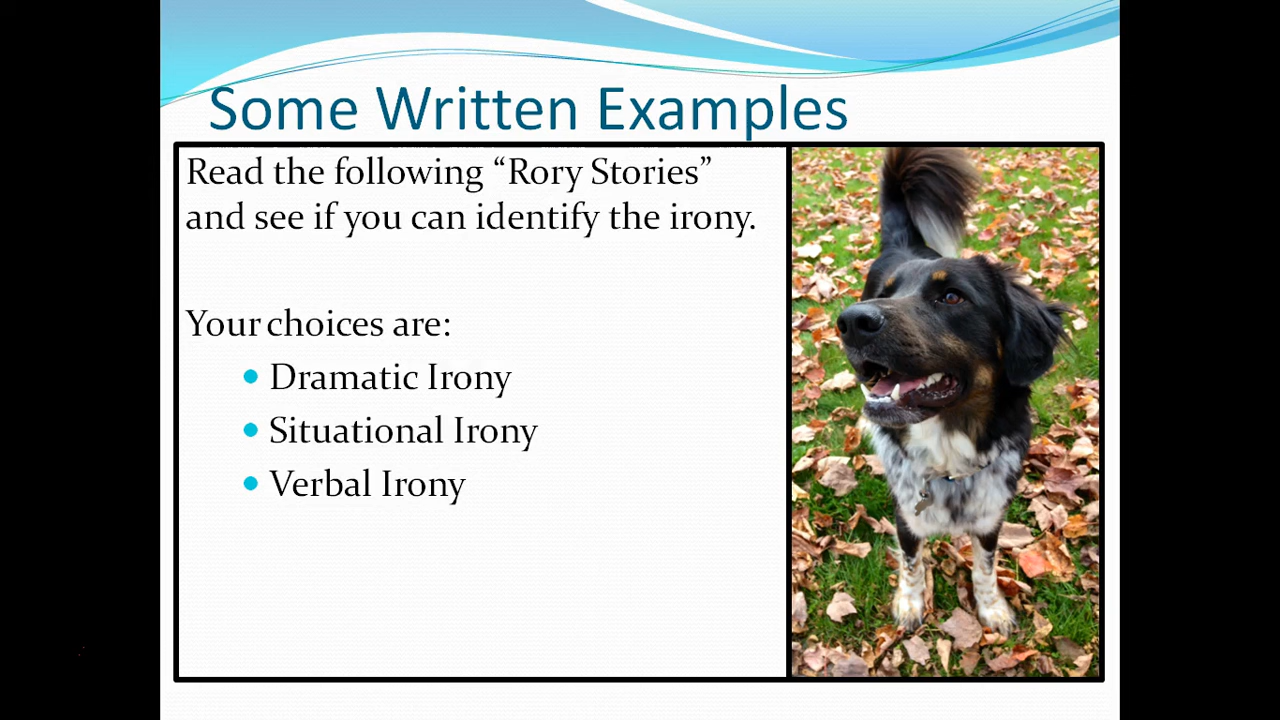 Some Written Examples
Read the following “Rory Stories”
and see if you can identify the irony.
Your choices are:
• Dramatic Irony
• Situational Irony
• Verbal Irony